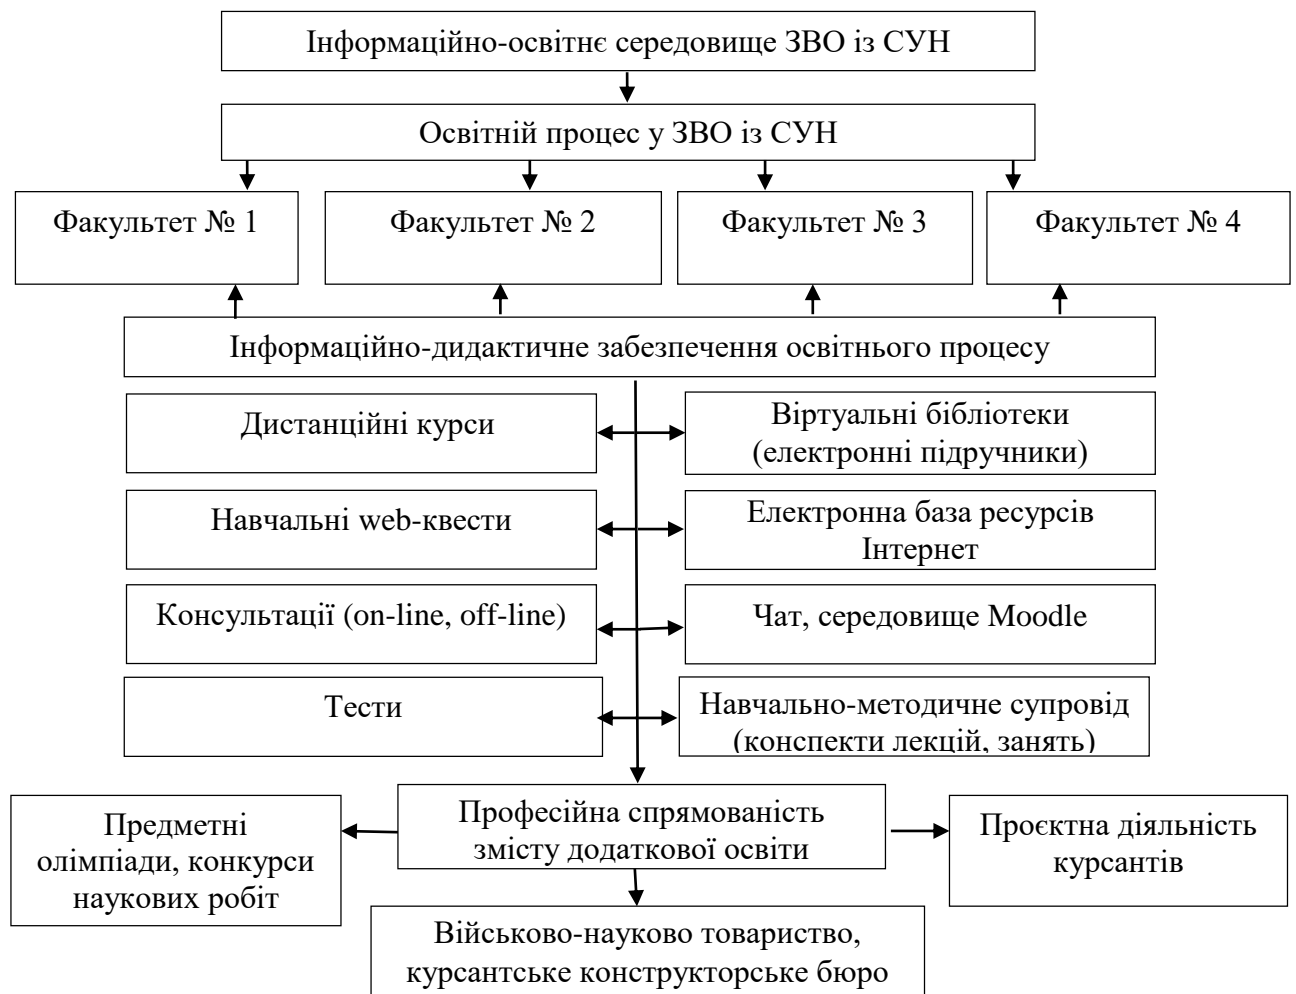 Інформаційно-освітнє середовище ЗВО із СУН
Освітній процес у ЗВО із СУН
Факультет № 1
Факультет № 2
Факультет № 3
Факультет № 4
Інформаційно-дидактичне забезпечення освітнього процесу
Дистанційні курси
Віртуальні бібліотеки
(електронні підручники)
Навчальні web-квести
Електронна база ресурсів
Інтернет
Консультації (on-line, off-line)
Чат, середовище Moodle
Тести
Навчально-методичне супровід
(конспекти лекцій, занять)
Професійна спрямованість
змісту додаткової освіти
Предметні
олімпіади, конкурси
наукових робіт
Проєктна діяльність
курсантів
Військово-науково товариство,
курсантське конструкторське бюро